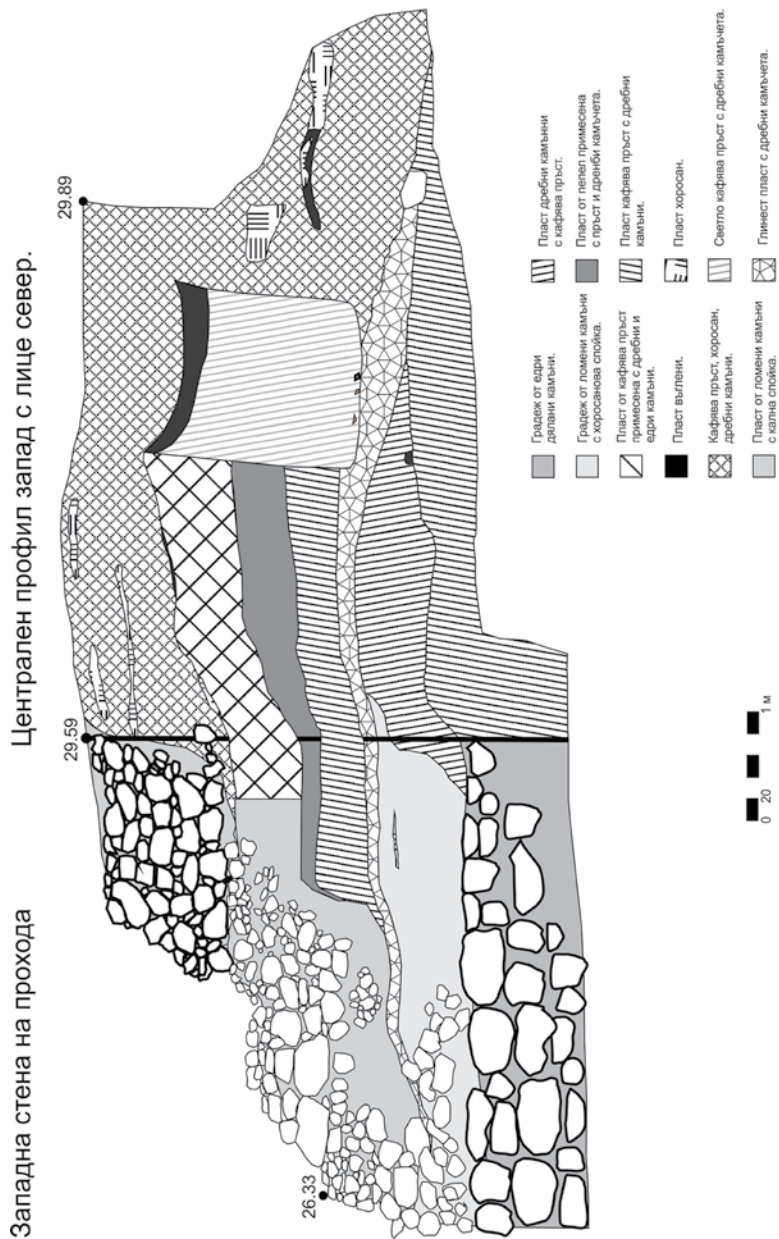 Западна стена на прохода
Централен профил запад с лице север.
29.59
29.89
26.33
Градеж от едри
дялани камъни.
Градеж от ломени камъни
с хоросанова спойка.
Пласт от кафява пръст
примесена с дребни и
едри камъни.
Пласт въглени.
Кафява пръст, хоросан,
дребни камъни.
Пласт от ломени камъни
с кална спойка.
Пласт дребни камънни
с кафява пръст.
Пласт от пепел примесена
с пръст и дренби камъчета.
Пласт кафява пръст с дребни
камъни.
Пласт хоросан.
Светло кафява пръст с дребни камъчета.
Глинест пласт с дребни камъчета.
0 20 1 м